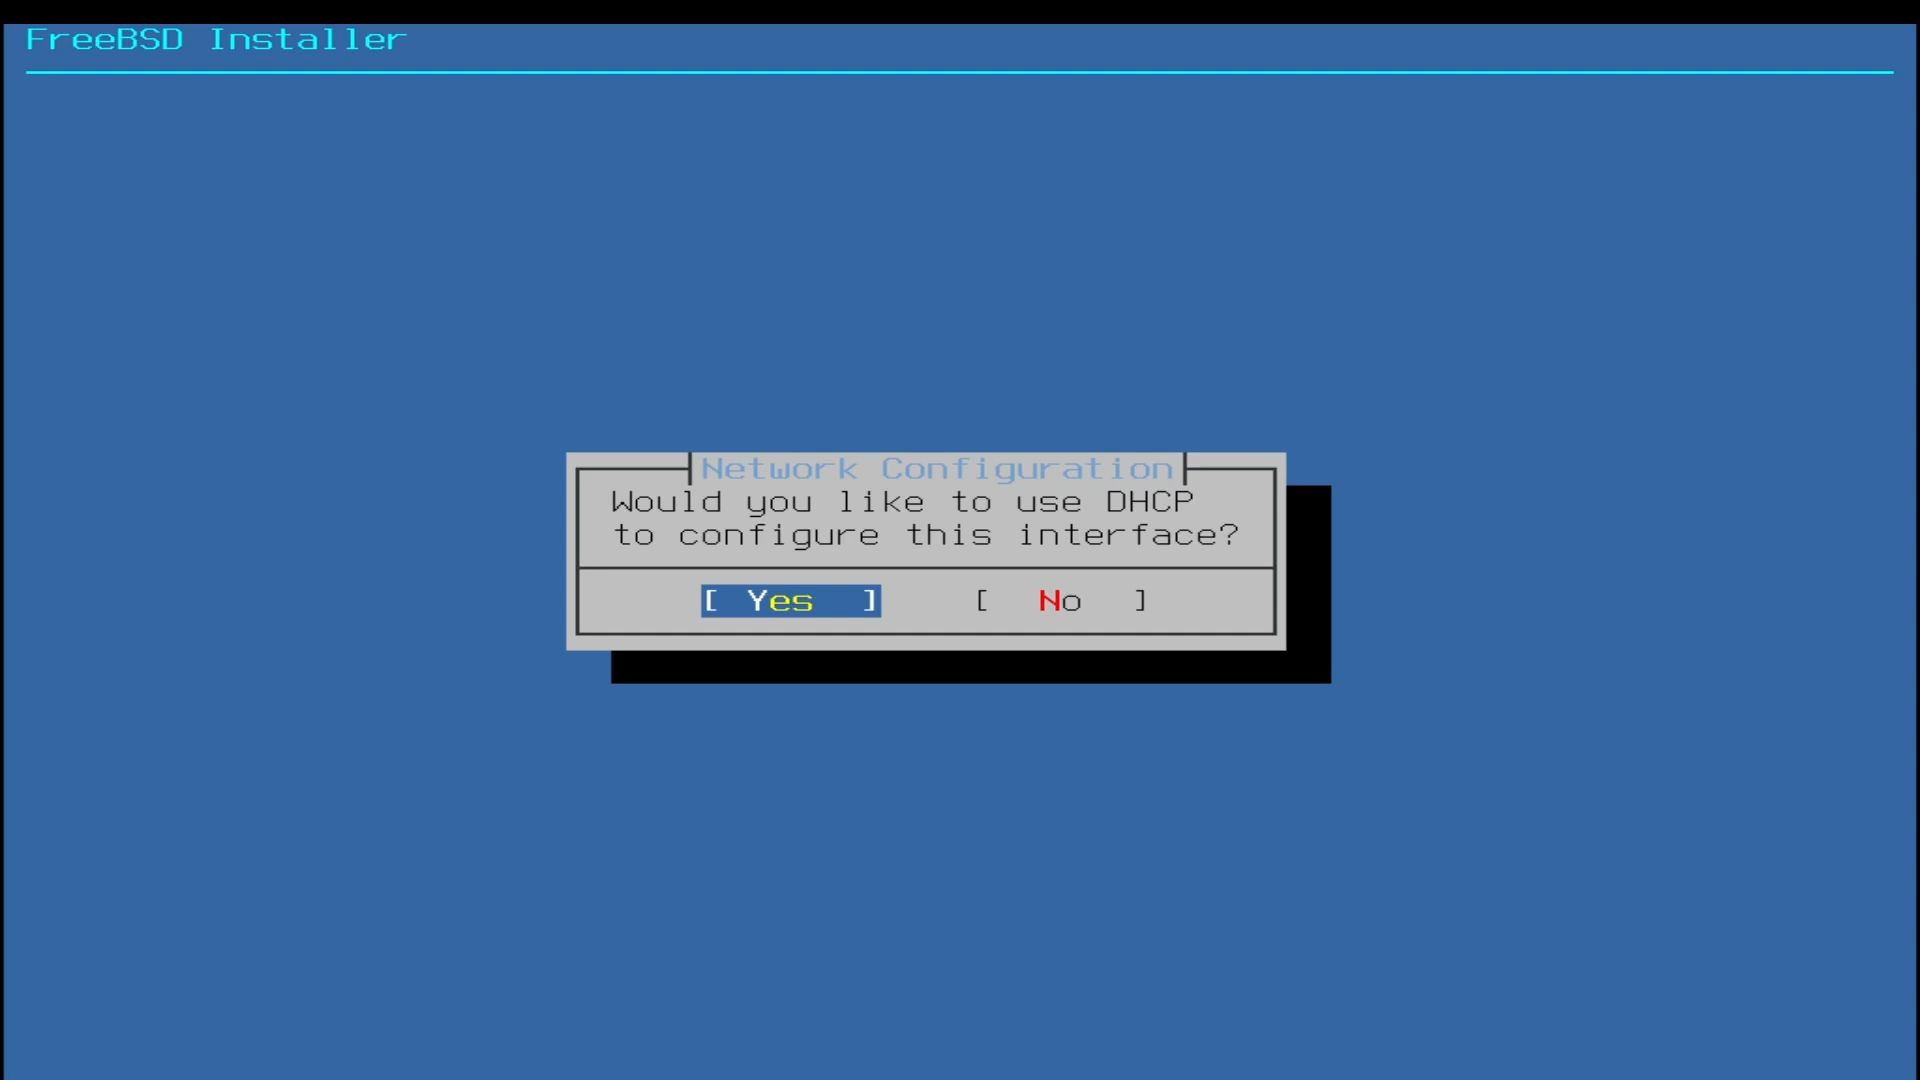 FreeBSD Installer
Network Configuration
Would you like to use DHCP
to configure this interface?
[ Yes ] [ No ]